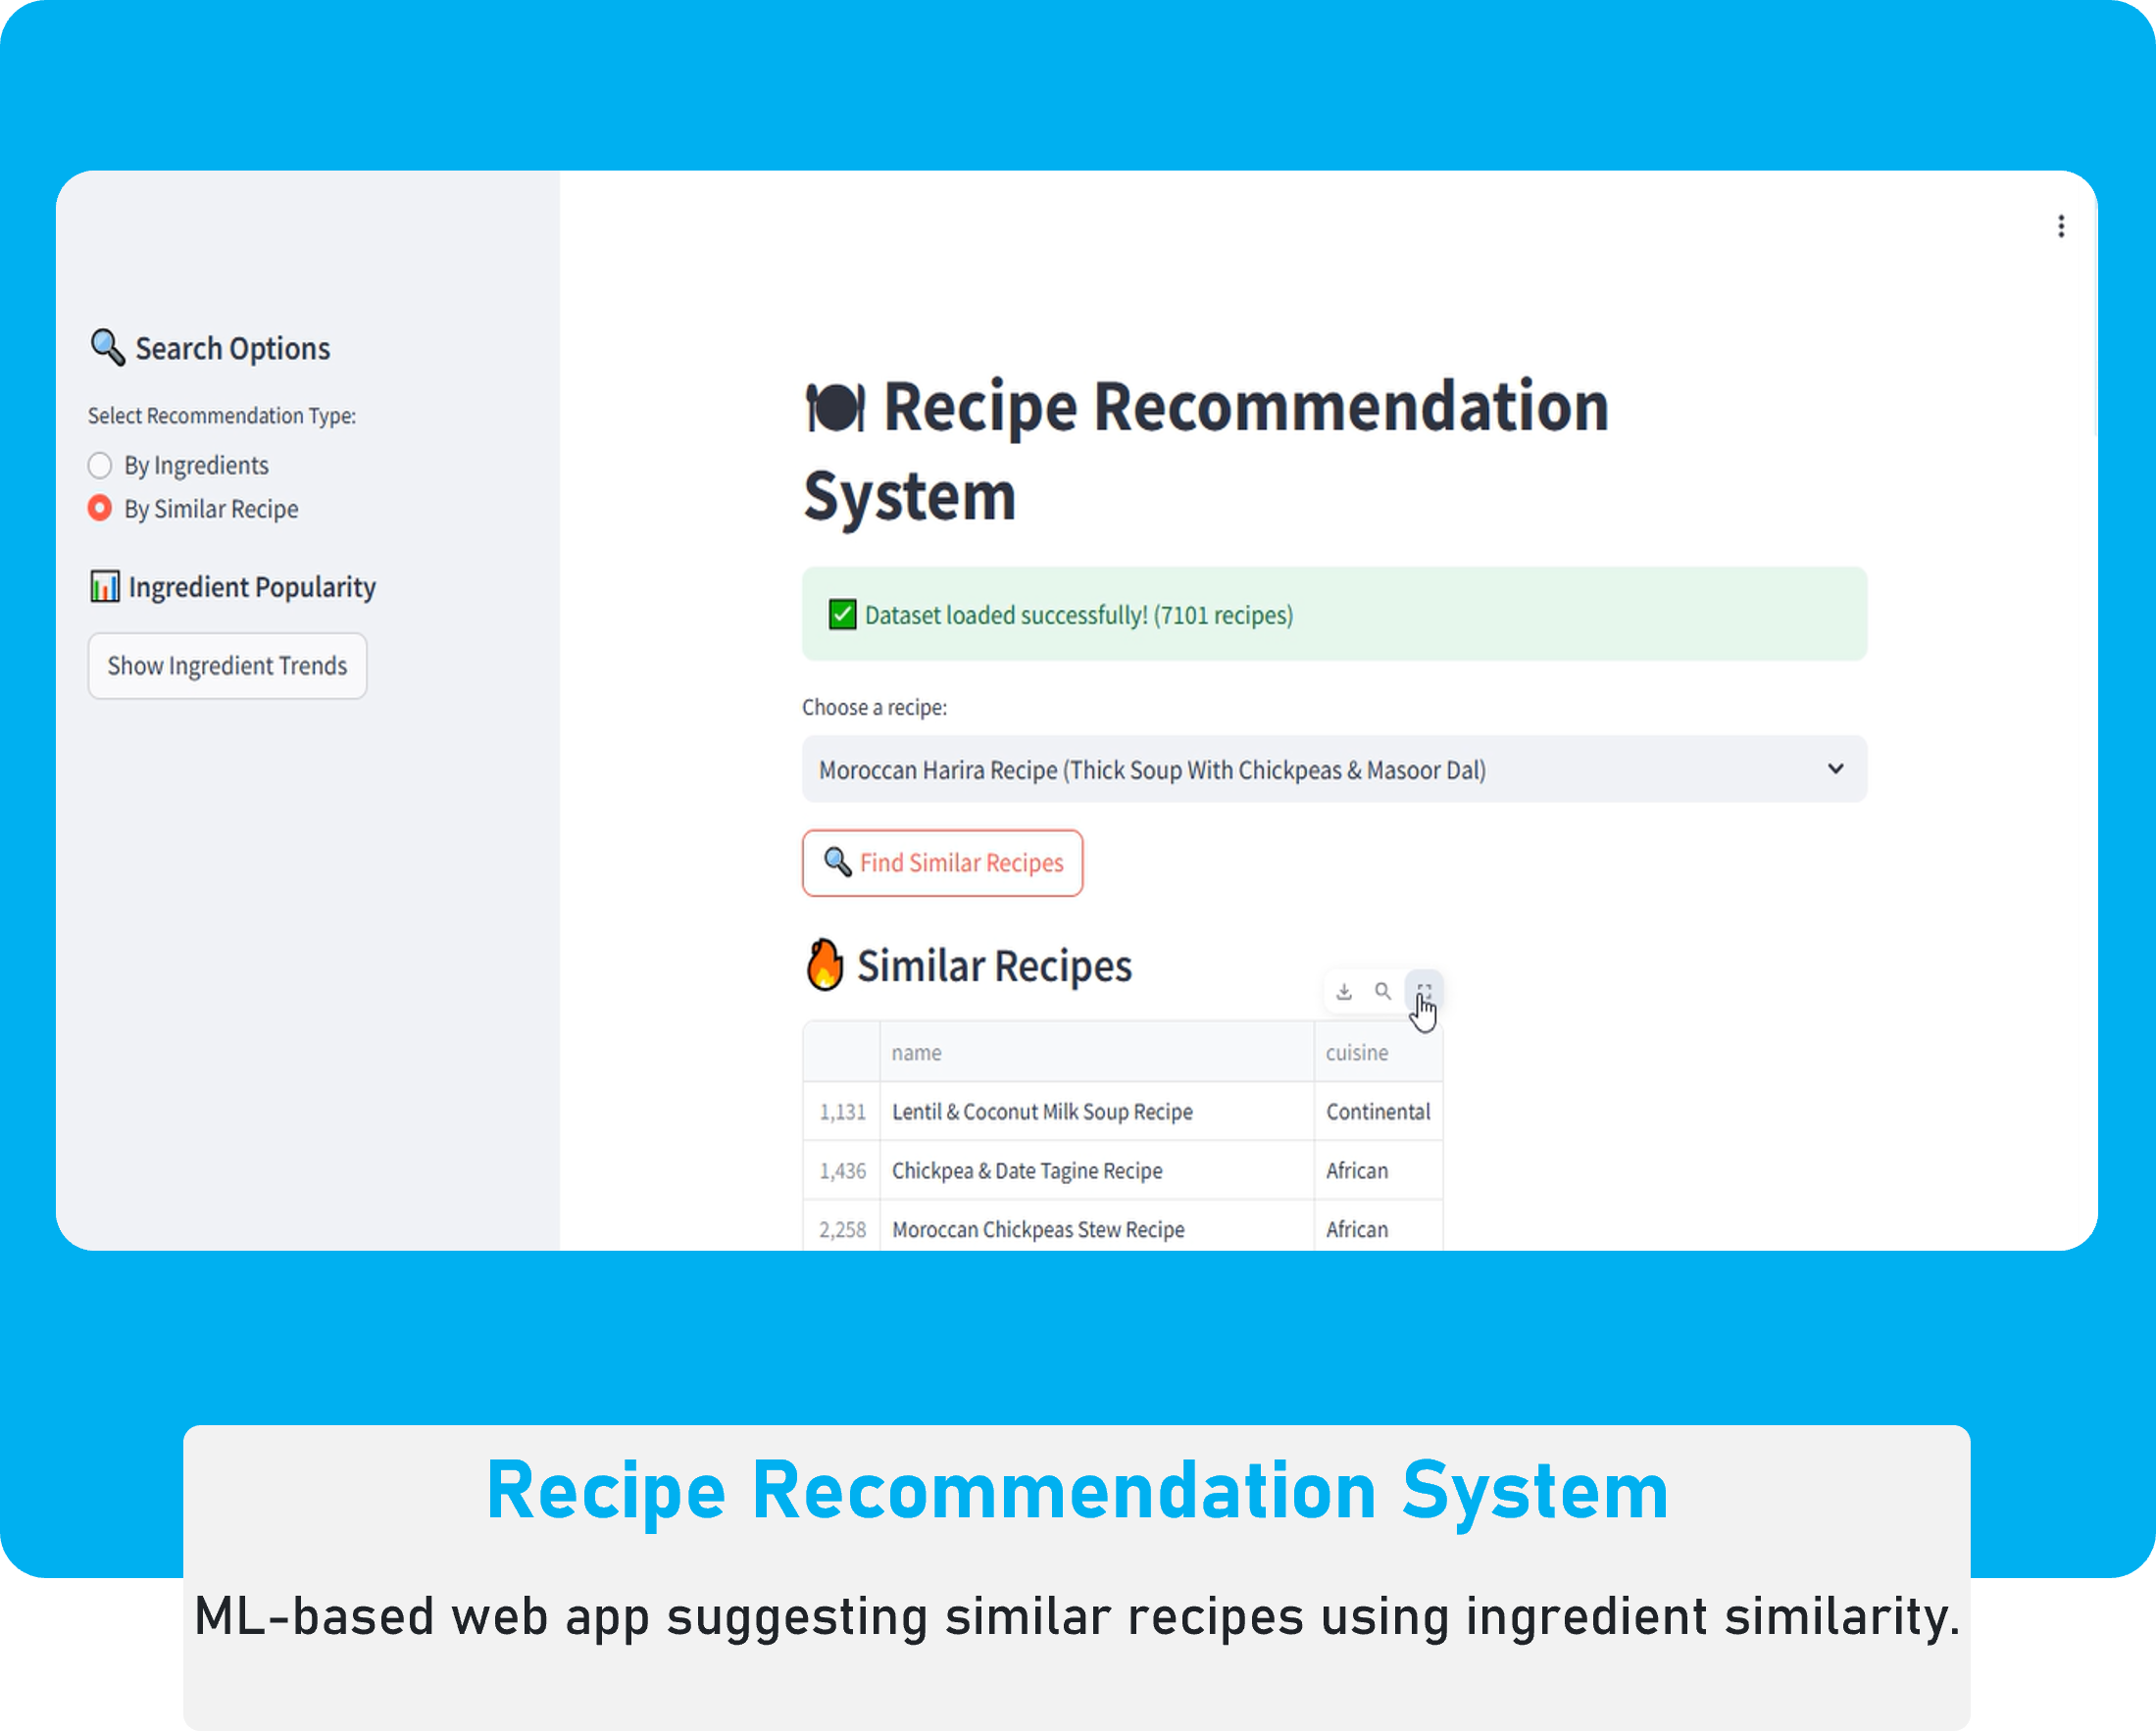 Search Options
Select Recommendation Type:
By Ingredients
By Similar Recipe
Ingredient Popularity
Show Ingredient Trends
Recipe Recommendation
System
Dataset loaded successfully! (7101 recipes)
Choose a recipe:
Moroccan Harira Recipe (Thick Soup With Chickpeas & Masoor Dal)
Find Similar Recipes
Similar Recipes
name cuisine
1,131 Lentil & Coconut Milk Soup Recipe Continental
1,436 Chickpea & Date Tagine Recipe African
2,258 Moroccan Chickpeas Stew Recipe African
Recipe Recommendation System
ML-based web app suggesting similar recipes using ingredient similarity.